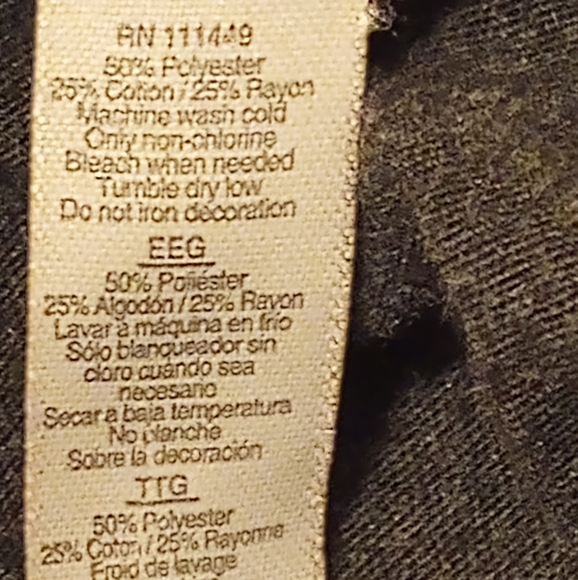 RN 111449
50% Polyester
25% Cotton / 25% Rayon
Machine wash cold
Only non-chlorine
Bleach when needed
Tumble dry low
Do not iron decoration
EEG
50% Poliéster
25% Algodón / 25% Rayon
Lavar a máquina en frío
Sólo blanqueador sin
cloro cuando sea
necesario
Secar a baja temperatura
No planche
Sobre la decoración
TTG
50% Polyester
25% Coton / 25% Rayonne
Froid de lavage